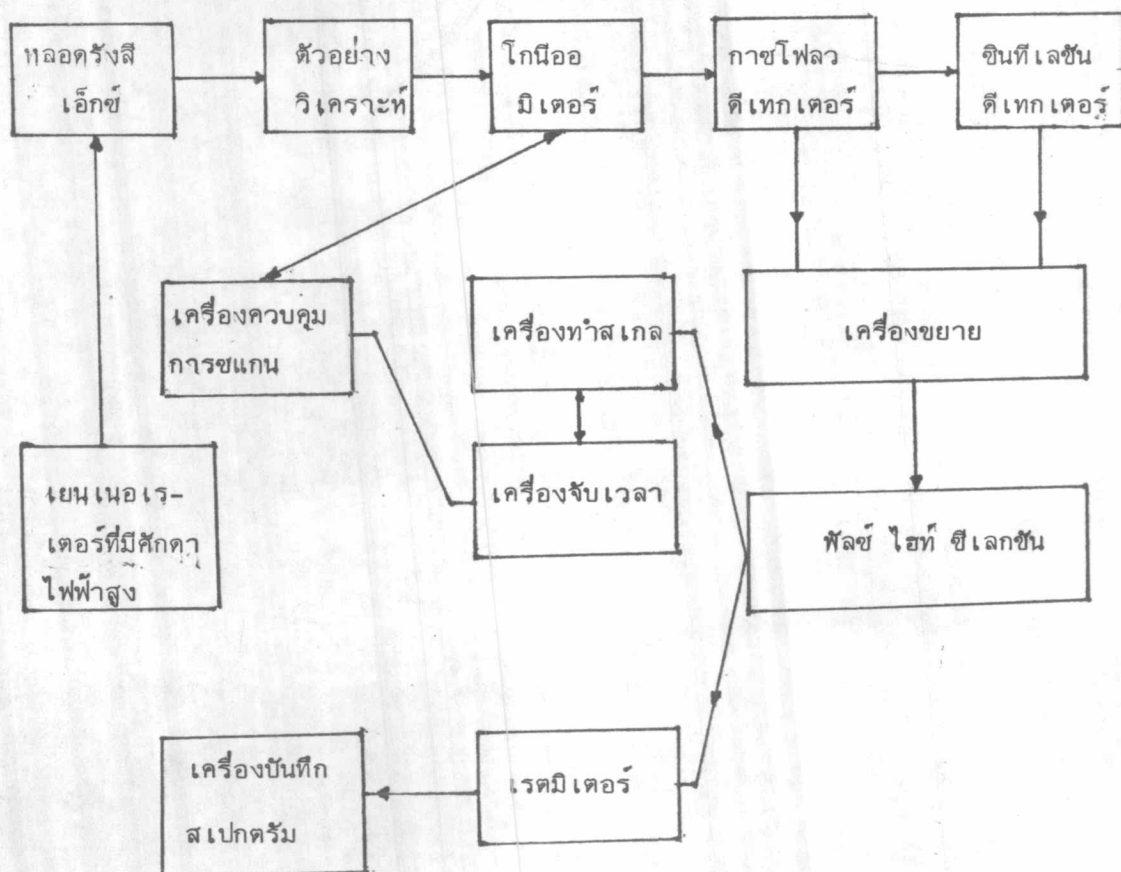 หลอดรังสี
เอ็กซ์
ตัวอย่าง
วิเคราะห์
โกนีออ
มิเตอร์
กาซโฟลว
ดีเทกเตอร์
ซินทีเลชัน
ดีเทกเตอร์
เครื่องควบคุม
การซแกน
เครื่องทำสเกล
เครื่องขยาย
เยนเนอเร-
เตอร์ที่มีศักดา
ไฟฟ้าสูง
เครื่องจับเวลา
พัลซ์ ไฮท์ ซีเลกชัน
เครื่องบันทึก
สเปกตรัม
เรตมิเตอร์